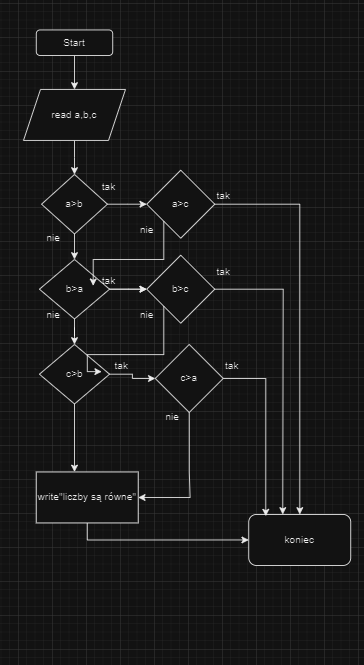 Start
read a,b,c
a>b
tak
a>c
tak
nie
nie
b>a
tak
b>c
tak
nie
nie
c>b
tak
c>a
tak
nie
write"liczby są równe"
koniec